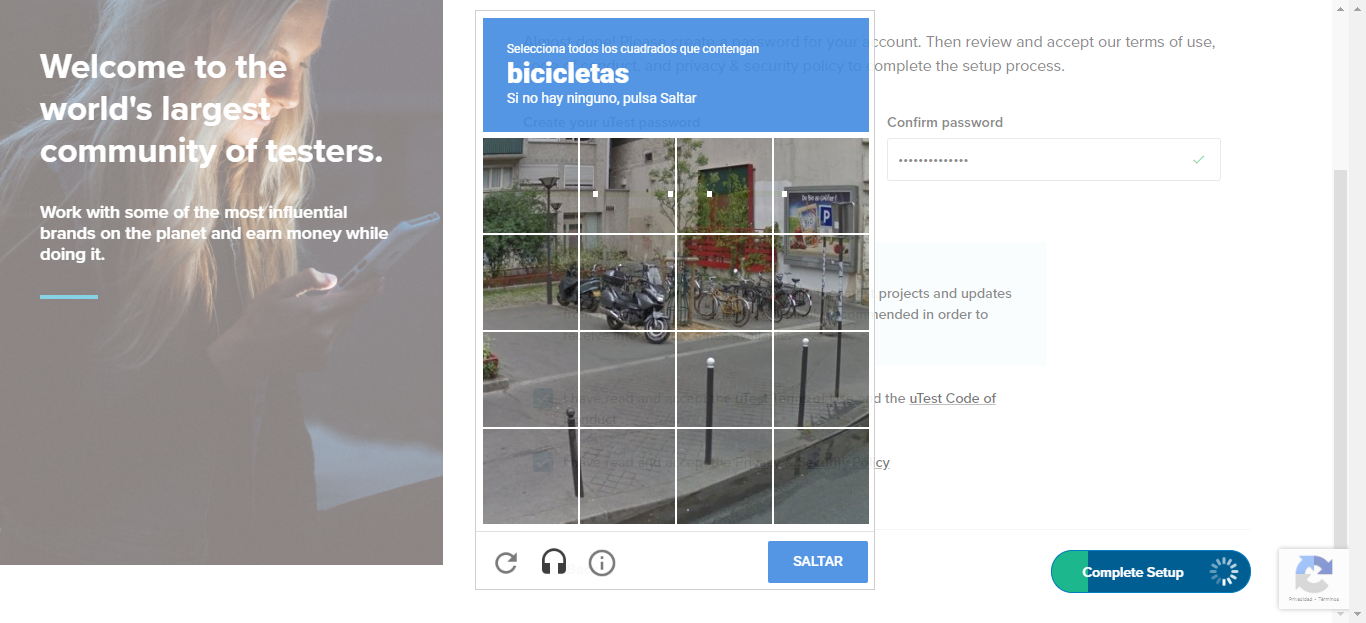 Welcome to the
world's largest
community of testers.
Work with some of the most influential
brands on the planet and earn money while
doing it.
Almost done! Please create a password for your account. Then review and accept our terms of use,
conduct, and privacy & security policy to complete the setup process.
Selecciona todos los cuadrados que contengan
bicicletas
Si no hay ninguno, pulsa Saltar
Create your uTest password
Confirm password
••••••••••••••
P
projects and updates
mended in order to
I have read and accept the uTest Terms of Use and the uTest Code of
Conduct
I have read and accept the Privacy & Security Policy
SALTAR
Complete Setup
Privacidad - Términos